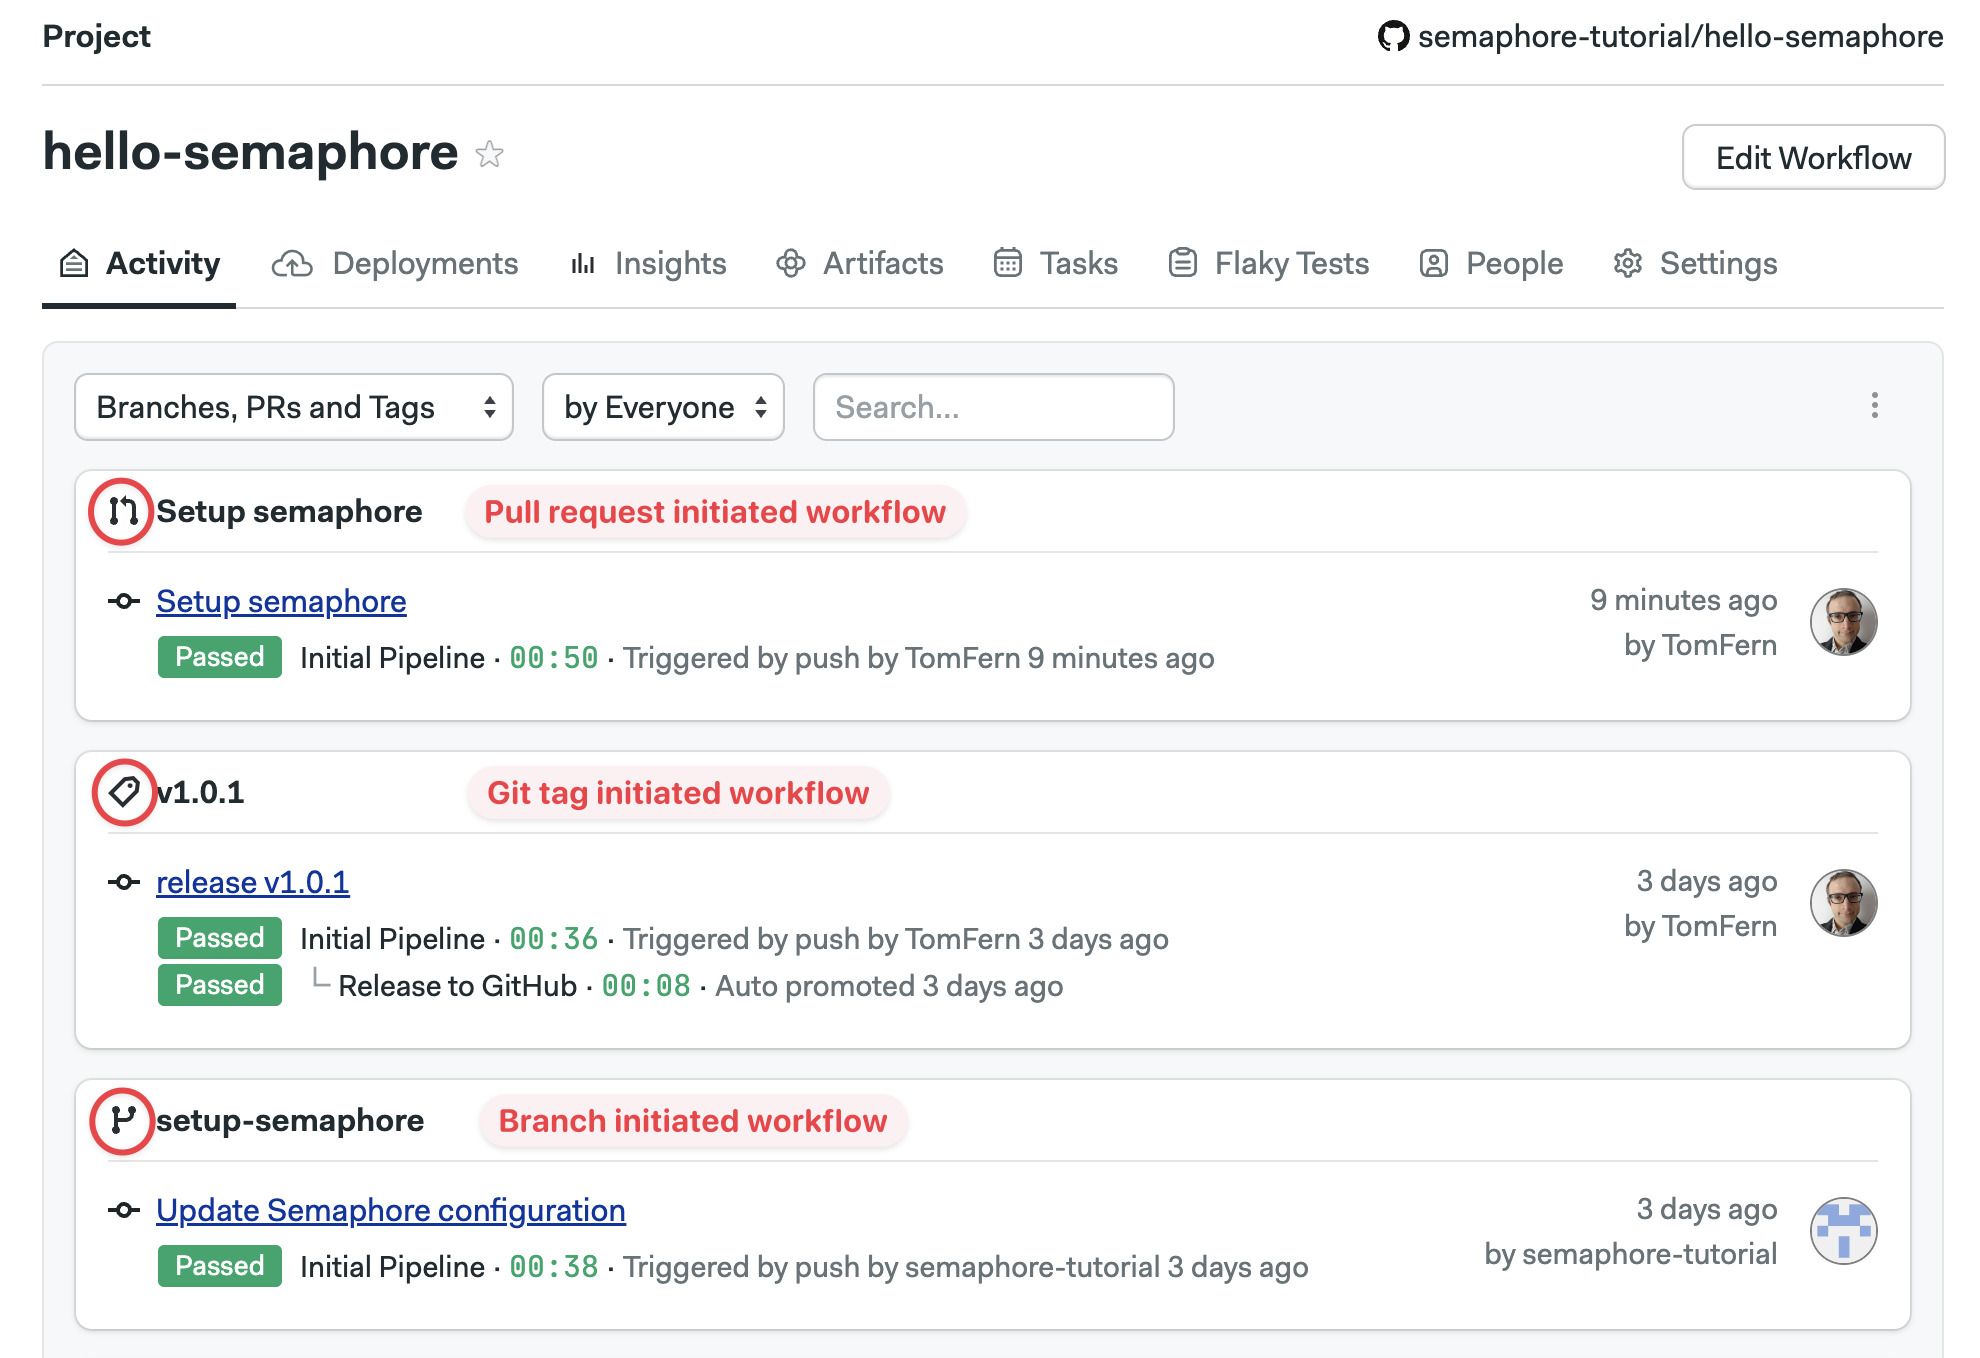 Project
semaphore-tutorial/hello-semaphore
hello-semaphore
Edit Workflow
Activity Deployments Insights Artifacts Tasks Flaky Tests People Settings
Branches, PRs and Tags by Everyone Search...
Setup semaphore Pull request initiated workflow
Setup semaphore 9 minutes ago
by TomFern
Passed Initial Pipeline · 00:50 · Triggered by push by TomFern 9 minutes ago
v1.0.1 Git tag initiated workflow
release v1.0.1 3 days ago
by TomFern
Passed Initial Pipeline · 00:36 · Triggered by push by TomFern 3 days ago
Passed Release to GitHub · 00:08 · Auto promoted 3 days ago
setup-semaphore Branch initiated workflow
Update Semaphore configuration 3 days ago
by semaphore-tutorial
Passed Initial Pipeline · 00:38 · Triggered by push by semaphore-tutorial 3 days ago